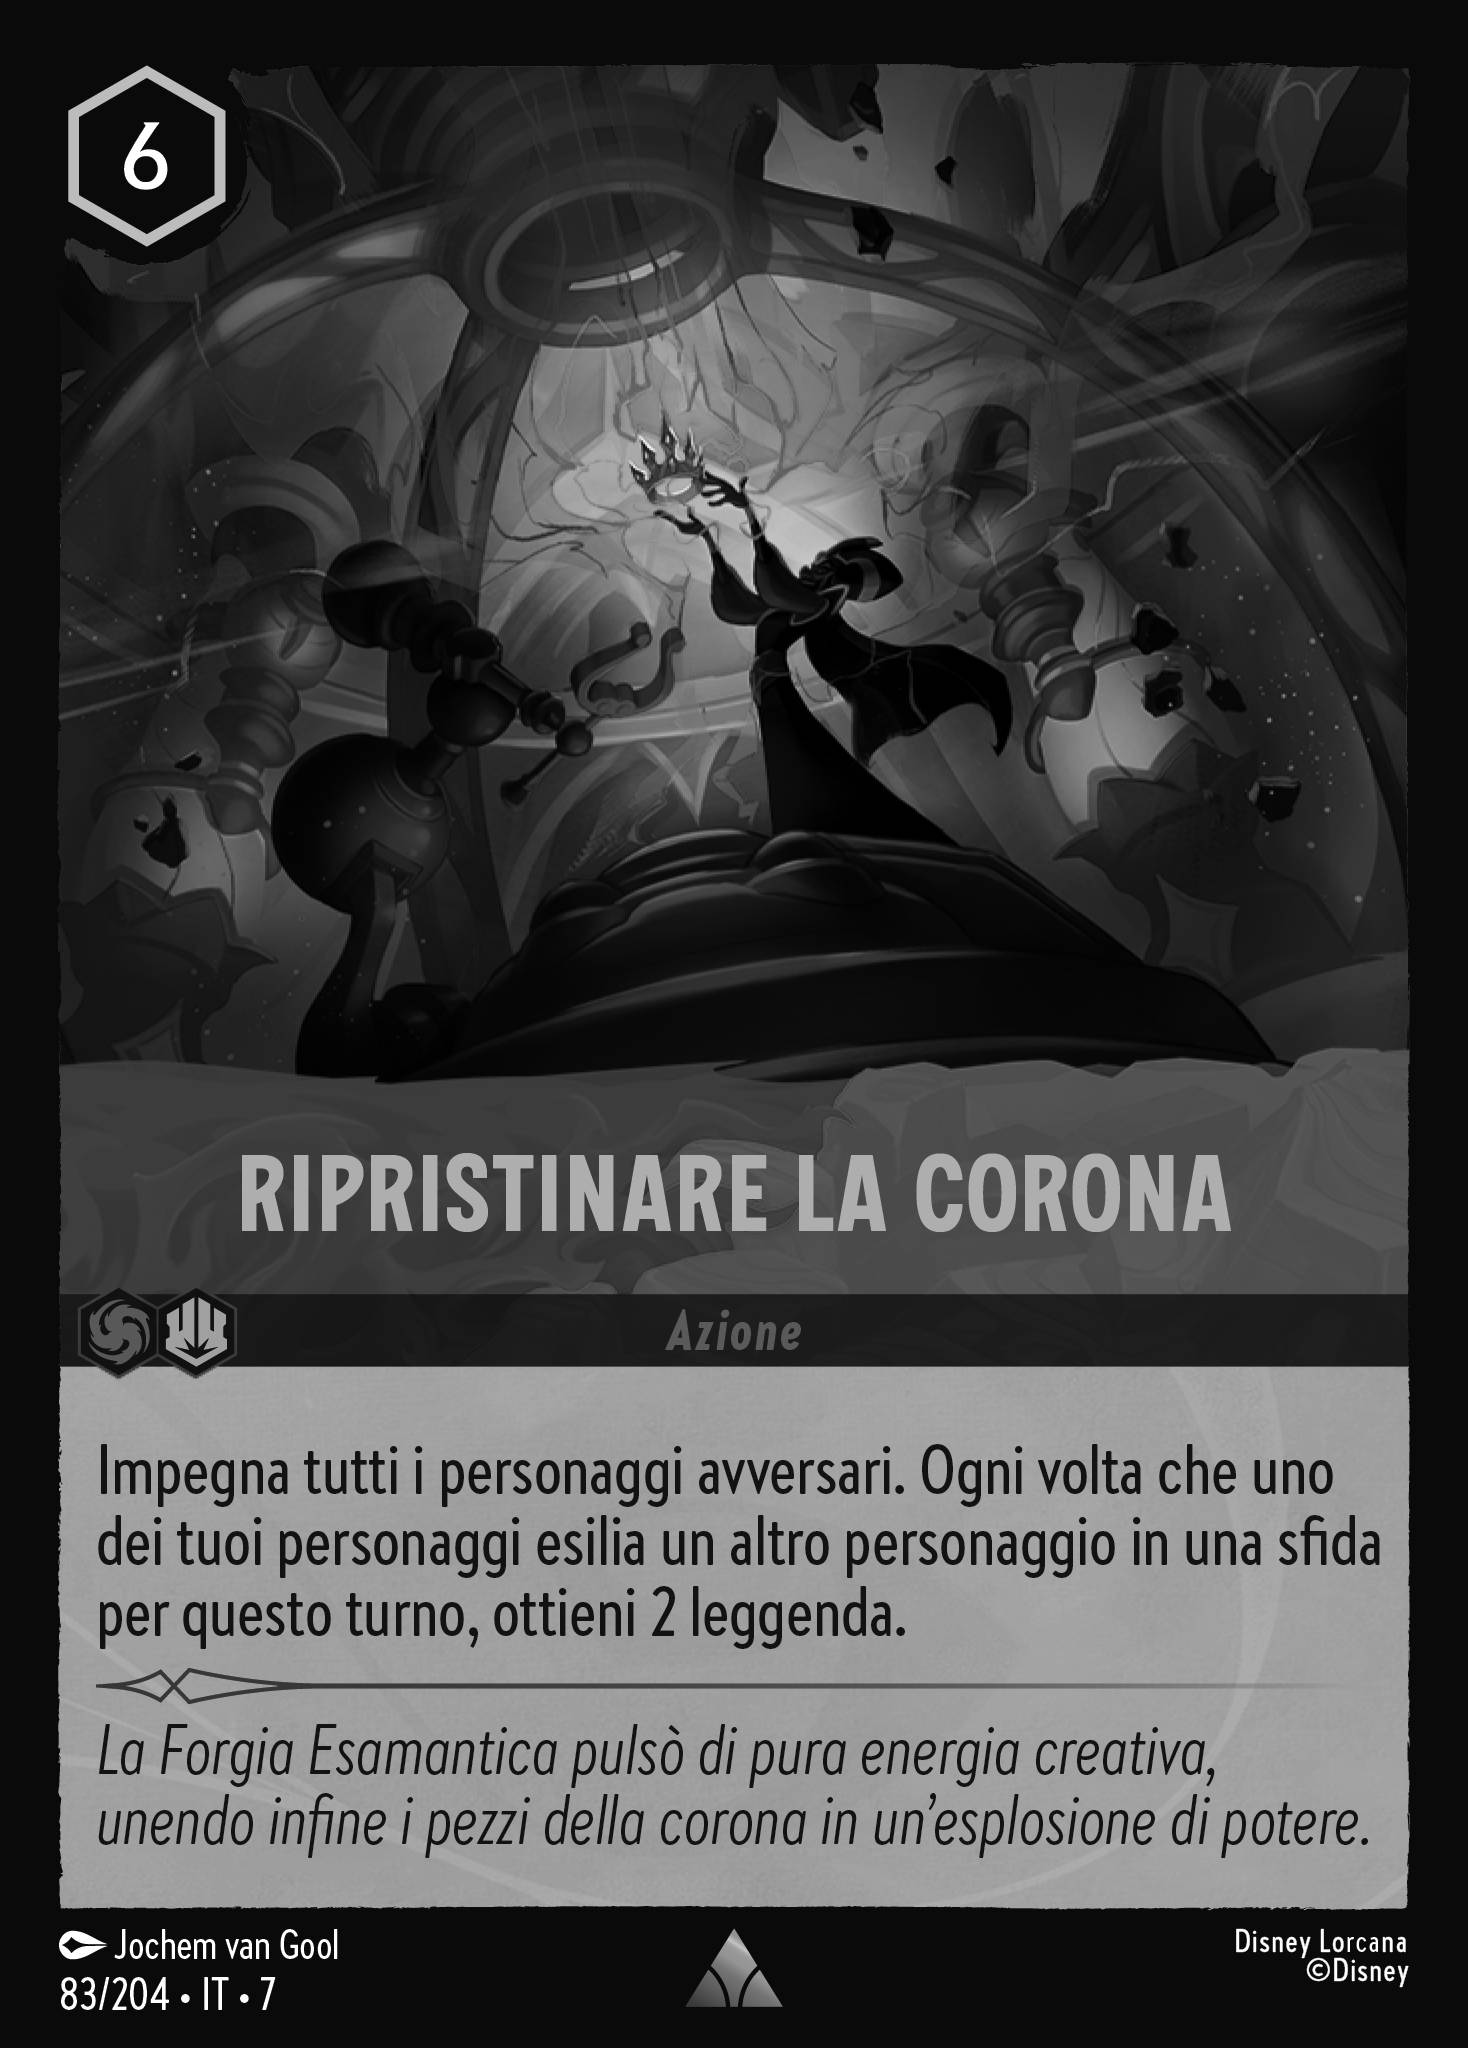 6
RIPRISTINARE LA CORONA
Azione
Impegna tutti i personaggi avversari. Ogni volta che uno
dei tuoi personaggi esilia un altro personaggio in una sfida
per questo turno, ottieni 2 leggenda.
La Forgia Esamantica pulsò di pura energia creativa,
unendo infine i pezzi della corona in un’esplosione di potere.
Jochem van Gool
83/204 • IT • 7
Disney Lorcana
©Disney